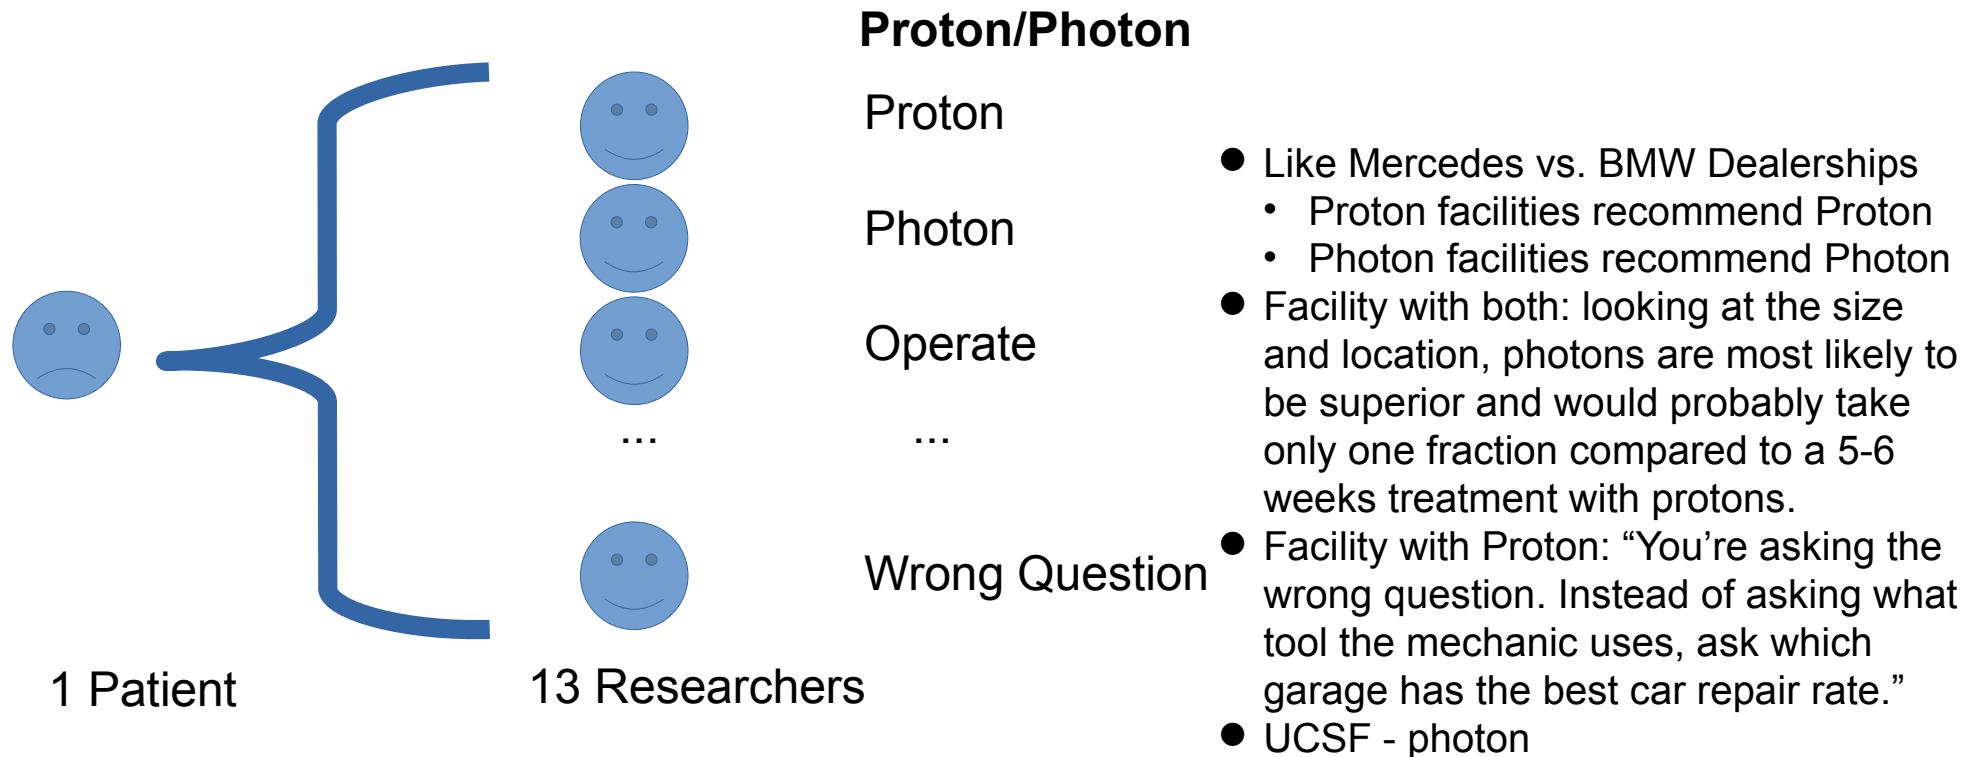 Proton/Photon
Proton
Photon
Operate
...
...
Wrong Question
1 Patient
13 Researchers
● Like Mercedes vs. BMW Dealerships
• Proton facilities recommend Proton
• Photon facilities recommend Photon
● Facility with both: looking at the size
and location, photons are most likely to
be superior and would probably take
only one fraction compared to a 5-6
weeks treatment with protons.
● Facility with Proton: “You’re asking the
wrong question. Instead of asking what
tool the mechanic uses, ask which
garage has the best car repair rate.”
● UCSF - photon